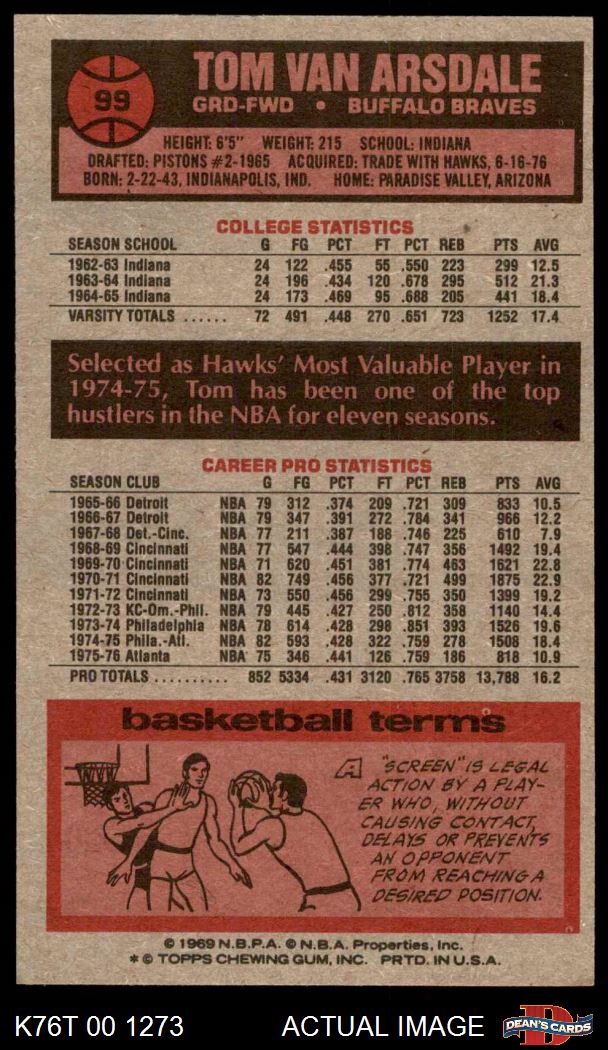 99
TOM VAN ARSDALE
GRD-FWD • BUFFALO BRAVES
HEIGHT: 6'5" WEIGHT: 215 SCHOOL: INDIANA
DRAFTED: PISTONS #2-1965 ACQUIRED: TRADE WITH HAWKS, 6-16-76
BORN: 2-22-43, INDIANAPOLIS, IND. HOME: PARADISE VALLEY, ARIZONA
COLLEGE STATISTICS
SEASON SCHOOL G FG PCT FT PCT REB PTS AVG
1962-63 Indiana 24 122 .455 55 .550 223 299 12.5
1963-64 Indiana 24 196 .434 120 .678 295 512 21.3
1964-65 Indiana 24 173 .469 95 .688 205 441 18.4
VARSITY TOTALS ...... 72 491 .448 270 .651 723 1252 17.4
Selected as Hawks' Most Valuable Player in
1974-75, Tom has been one of the top
hustlers in the NBA for eleven seasons.
CAREER PRO STATISTICS
SEASON CLUB G FG PCT FT PCT REB PTS AVG
1965-66 Detroit NBA 79 312 .374 209 .721 309 833 10.5
1966-67 Detroit NBA 79 347 .391 272 .784 341 966 12.2
1967-68 Det.-Cinc. NBA 77 211 .387 188 .746 225 610 7.9
1968-69 Cincinnati NBA 77 547 .444 398 .747 356 1492 19.4
1969-70 Cincinnati NBA 71 620 .451 381 .774 463 1621 22.8
1970-71 Cincinnati NBA 82 749 .456 377 .721 499 1875 22.9
1971-72 Cincinnati NBA 73 550 .456 299 .755 350 1399 19.2
1972-73 KC-Om.-Phil. NBA 79 445 .427 250 .812 358 1140 14.4
1973-74 Philadelphia NBA 78 614 .428 298 .851 393 1526 19.6
1974-75 Phila.-Atl. NBA 82 593 .428 322 .759 278 1508 18.4
1975-76 Atlanta NBA 75 346 .441 126 .759 186 818 10.9
PRO TOTALS .......... 852 5334 .431 3120 .765 3758 13,788 16.2
basketball terms
A "SCREEN" IS LEGAL
ACTION BY A PLAY-
ER WHO, WITHOUT
CAUSING CONTACT,
DELAYS OR PREVENTS
AN OPPONENT
FROM REACHING A
DESIRED POSITION.
© 1969 N.B.P.A. © N.B.A. Properties, Inc.
* © TOPPS CHEWING GUM, INC. PRTD. IN U.S.A.
K76T 00 1273 ACTUAL IMAGE D DEAN'S CARDS